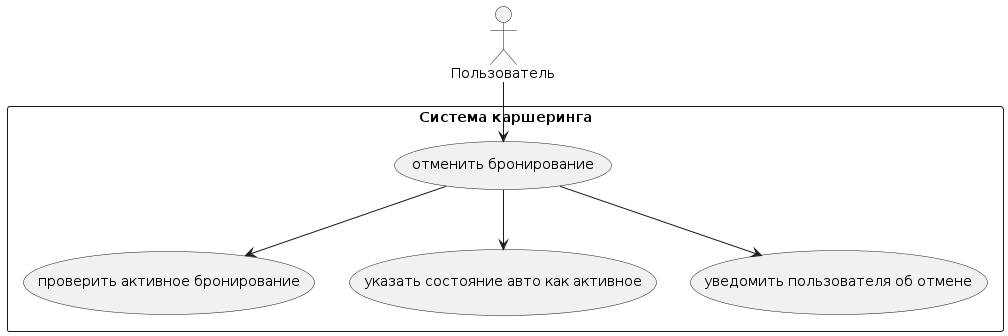 Пользователь
Система каршеринга
отменить бронирование
проверить активное бронирование
указать состояние авто как активное
уведомить пользователя об отмене